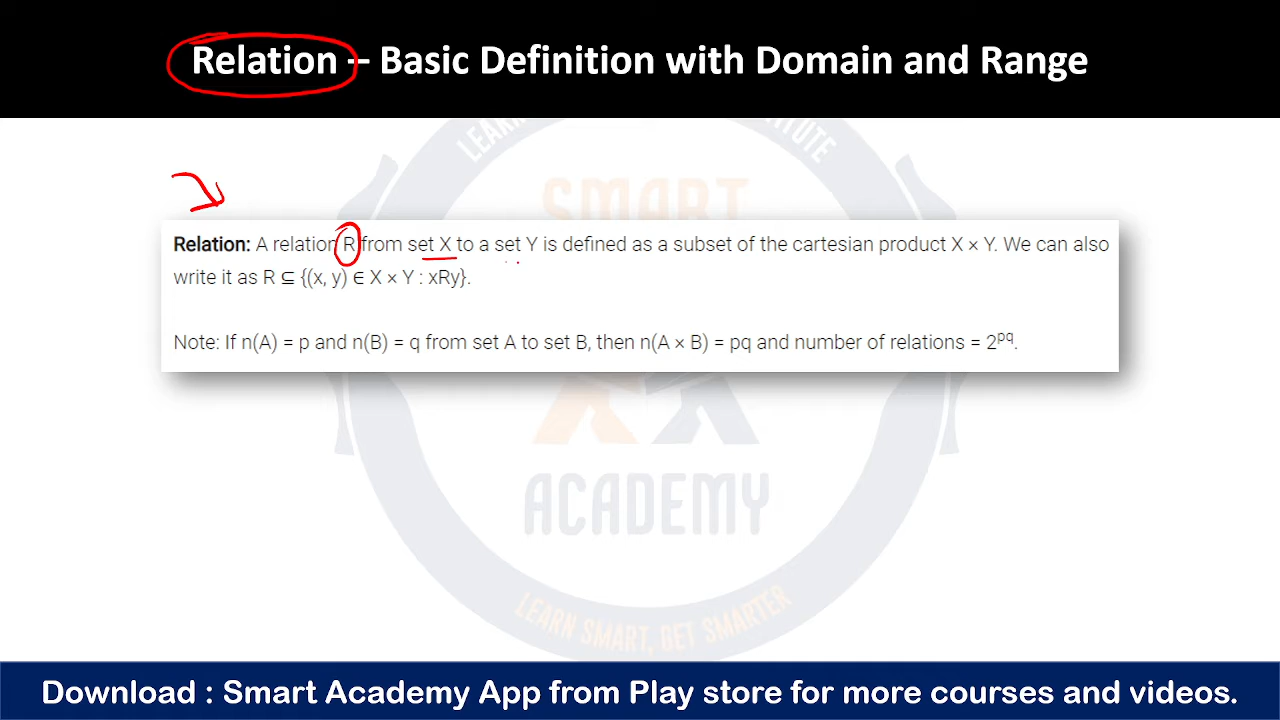 Relation – Basic Definition with Domain and Range
SMART
Relation: A relation R from set X to a set Y is defined as a subset of the cartesian product X × Y. We can also
write it as R ⊆ {(x, y) ∈ X × Y : xRy}.
Note: If n(A) = p and n(B) = q from set A to set B, then n(A × B) = pq and number of relations = 2^pq.
ACADEMY
LEARN SMART, GET SMARTER
Download : Smart Academy App from Play store for more courses and videos.